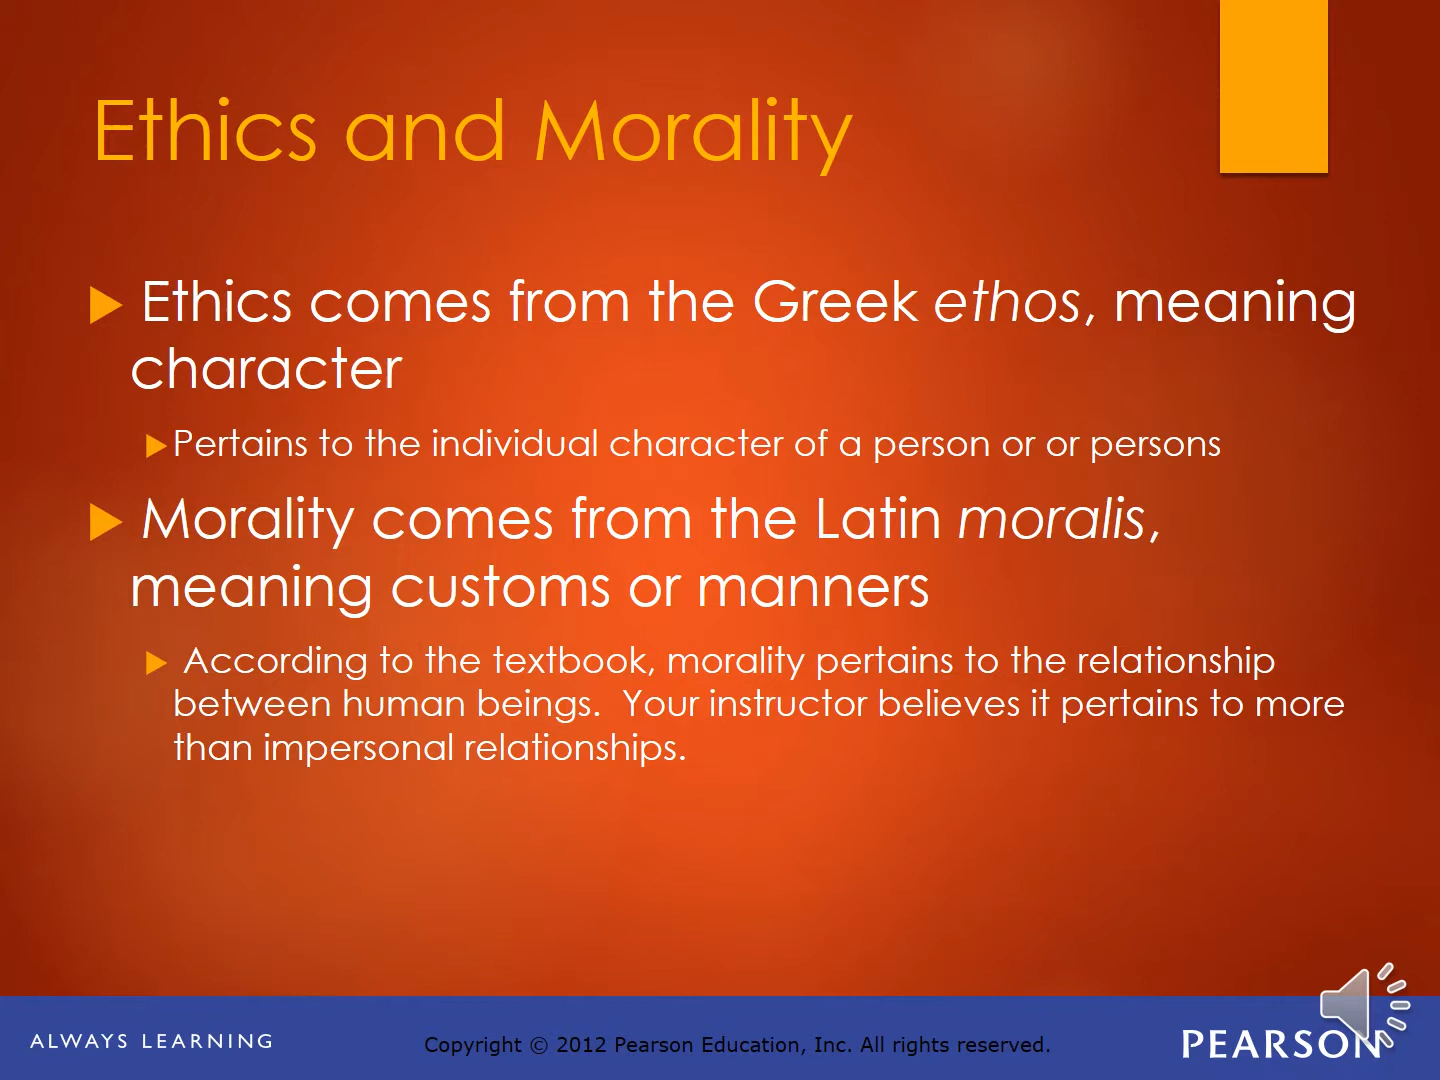 Ethics and Morality
Ethics comes from the Greek ethos, meaning
character
Pertains to the individual character of a person or or persons
Morality comes from the Latin moralis,
meaning customs or manners
According to the textbook, morality pertains to the relationship
between human beings. Your instructor believes it pertains to more
than impersonal relationships.
ALWAYS LEARNING
Copyright © 2012 Pearson Education, Inc. All rights reserved.
PEARSON